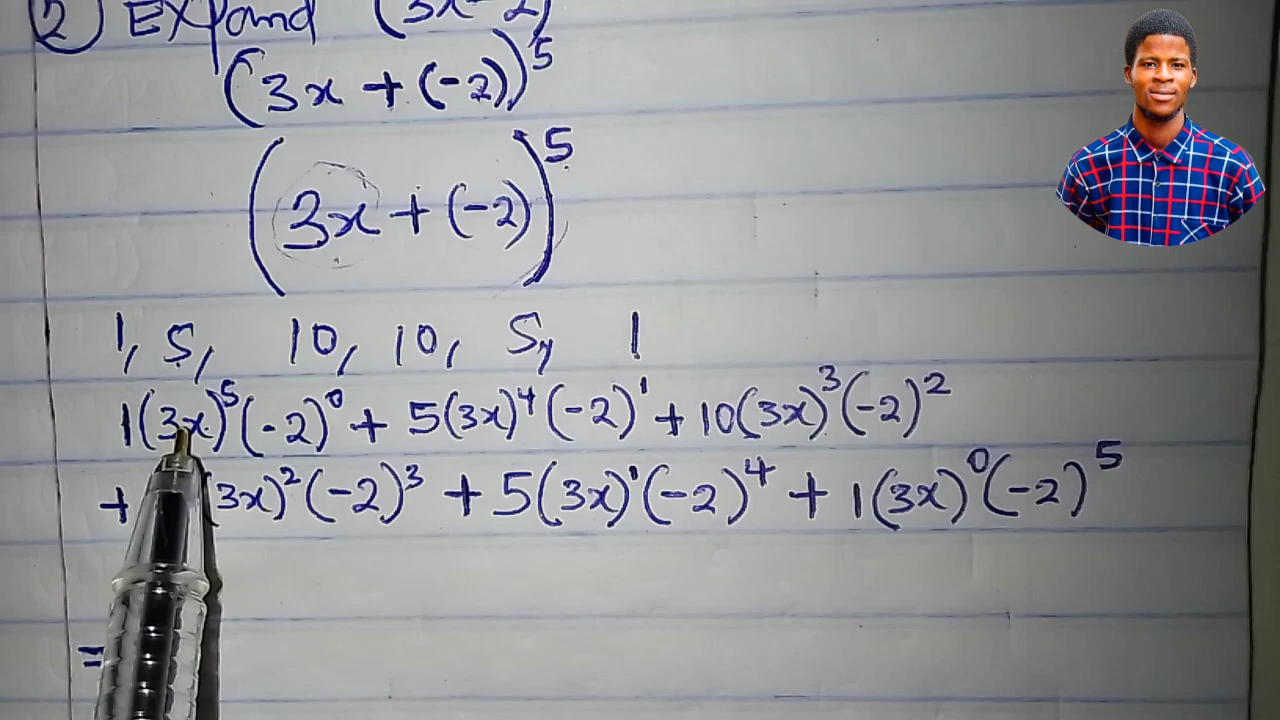 ② Expand (3x-2)
(3x + (-2))⁵
(3x + (-2))⁵
1, 5, 10, 10, 5, 1
1(3x)⁵(-2)⁰ + 5(3x)⁴(-2)¹ + 10(3x)³(-2)²
+ (3x)²(-2)³ + 5(3x)¹(-2)⁴ + 1(3x)⁰(-2)⁵
=